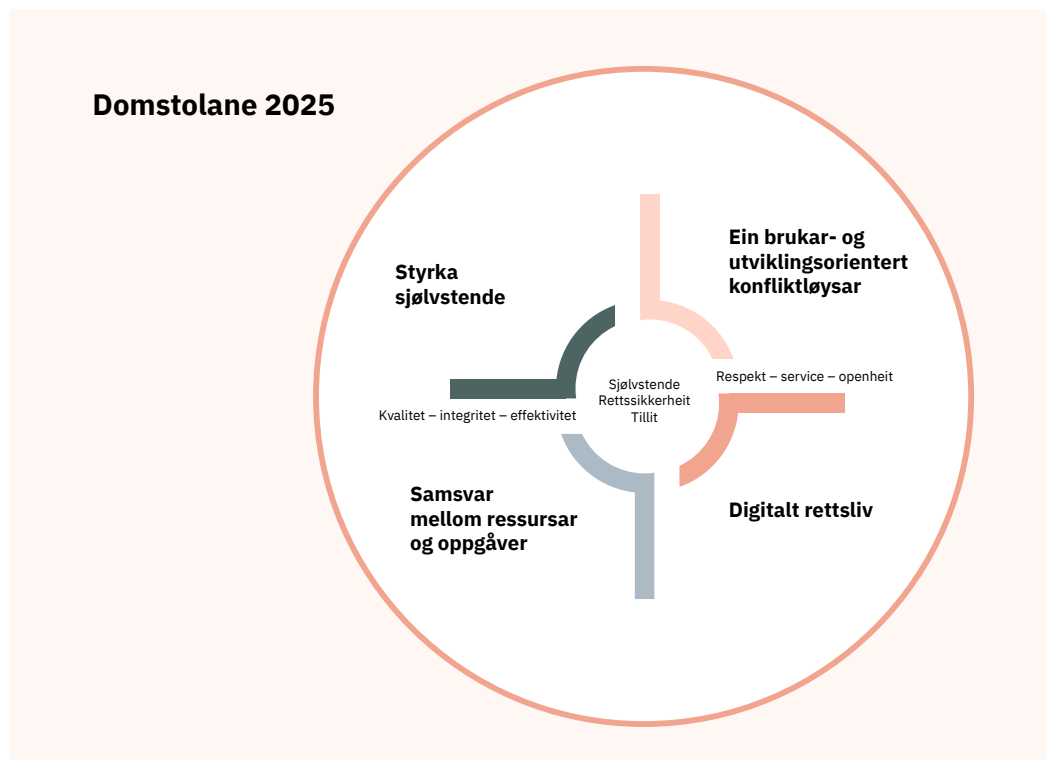 Domstolane 2025
Styrka
sjølvstende
Ein brukar- og
utviklingsorientert
konfliktløysar
Sjølvstende
Rettssikkerheit
Tillit
Respekt – service – openheit
Kvalitet – integritet – effektivitet
Samsvar
mellom ressursar
og oppgåver
Digitalt rettsliv